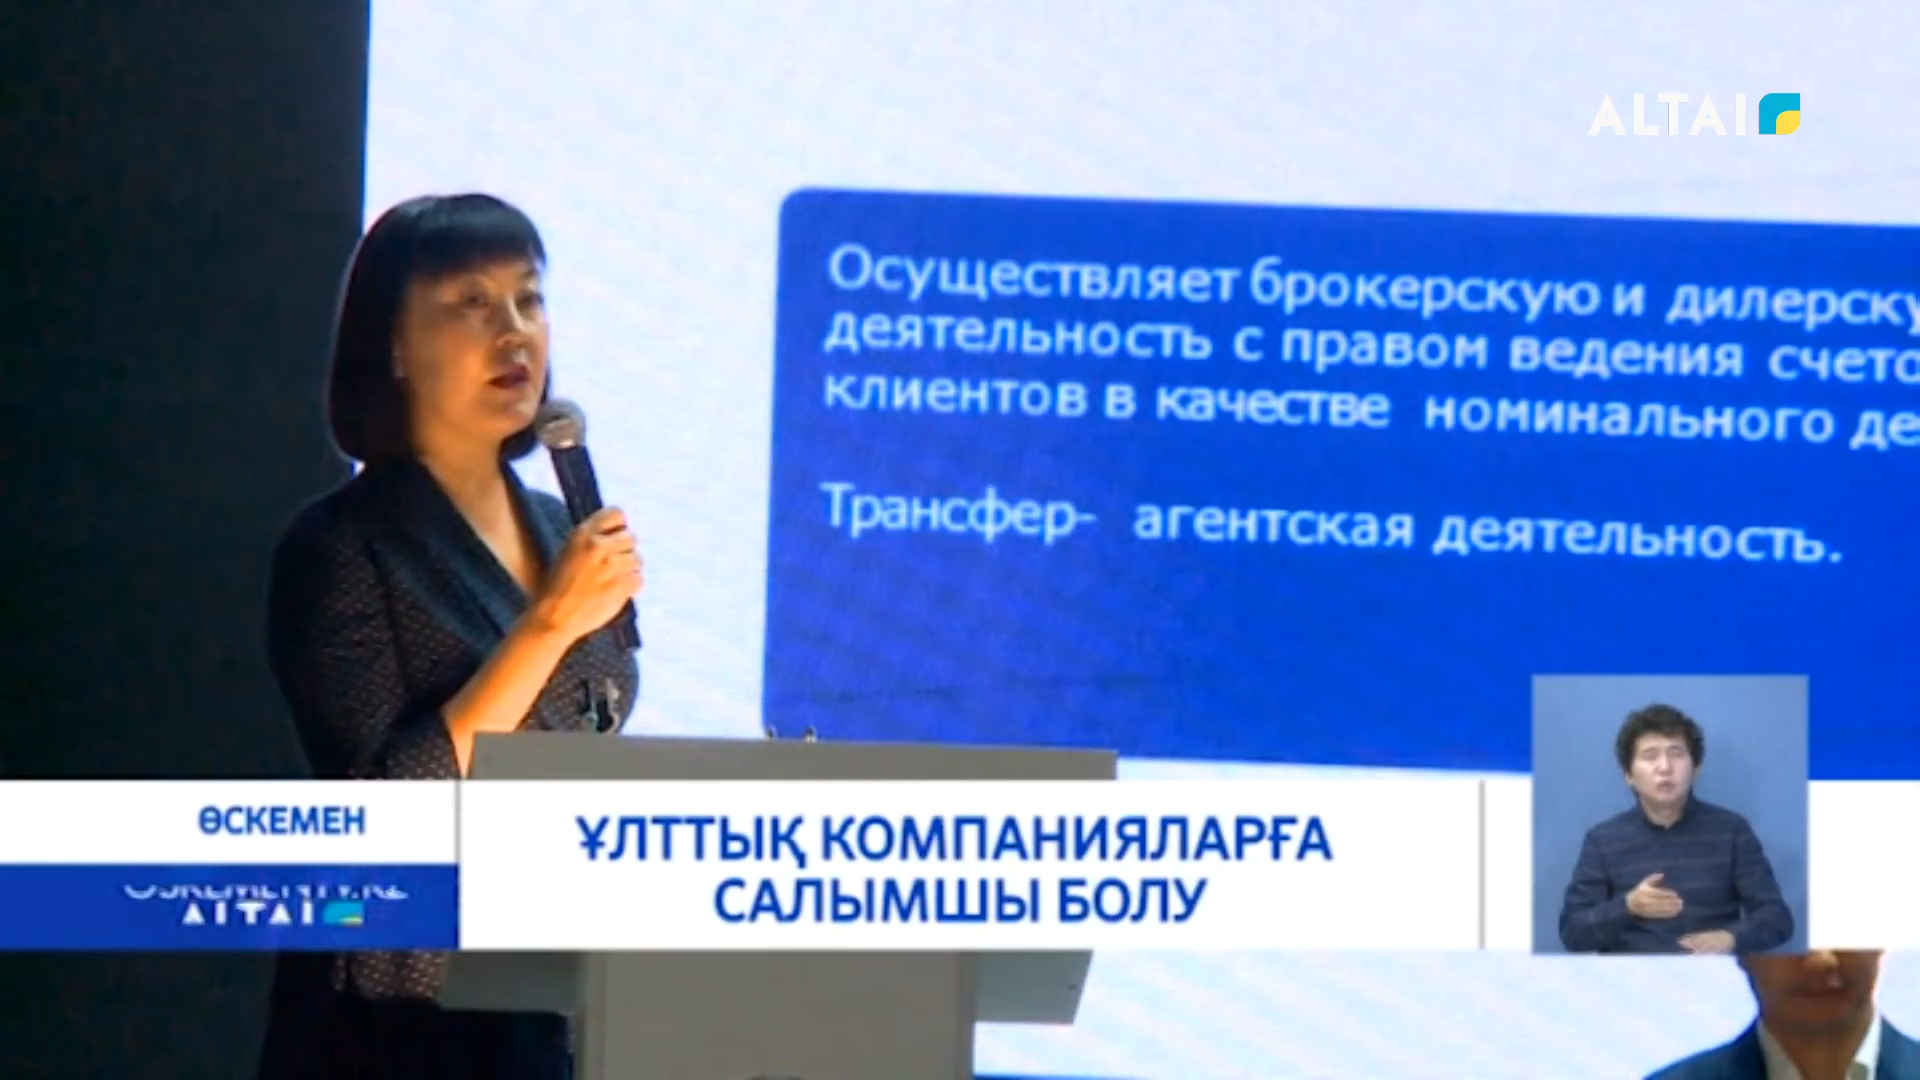 ALTAI
Осуществляет брокерскую и дилерску
деятельность с правом ведения счето
клиентов в качестве номинального де
Трансфер- агентская деятельность.
ӨСКЕМЕН
ҰЛТТЫҚ КОМПАНИЯЛАРҒА
САЛЫМШЫ БОЛУ
ALTAI